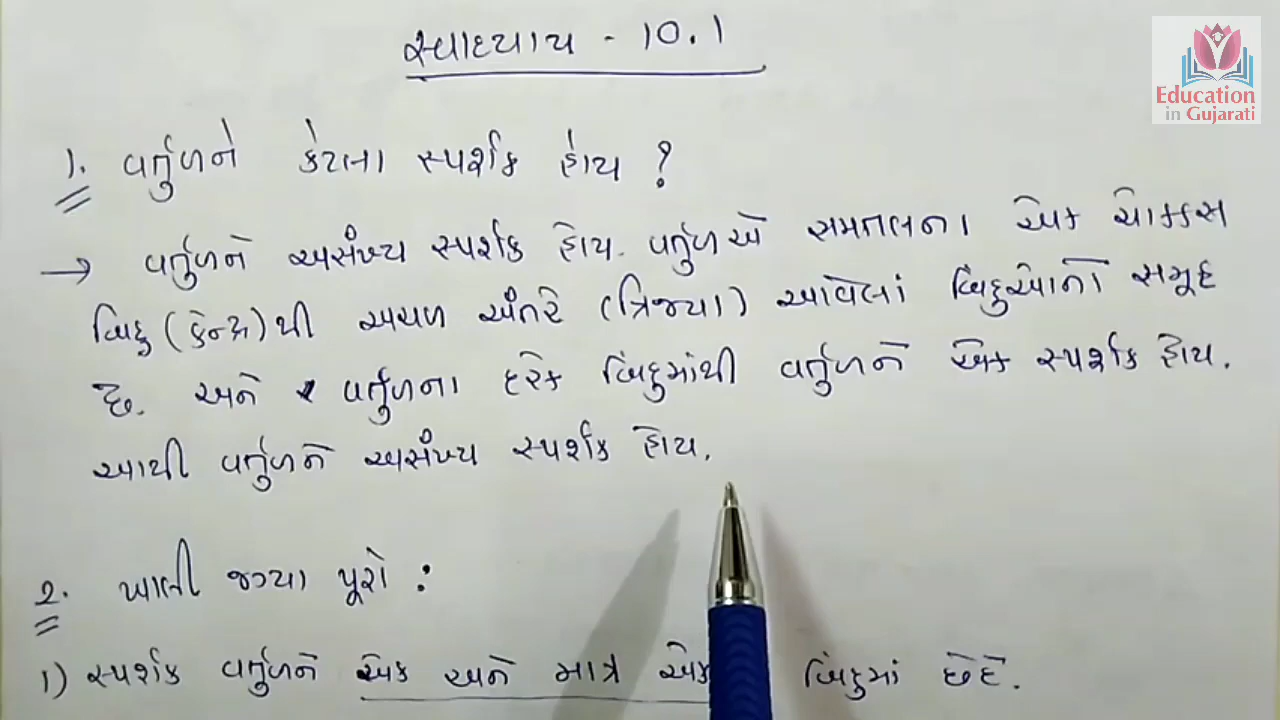 સ્વાધ્યાય - 10.1
Education
in Gujarati
1. વર્તુળને કેટલા સ્પર્શક હોય ?
→ વર્તુળને અસંખ્ય સ્પર્શક હોય. વર્તુળ એ સમતલના એક ચોક્કસ
બિંદુ (કેન્દ્ર) થી અચળ અંતરે (ત્રિજ્યા) આવેલાં બિંદુઓનો સમૂહ
છે. અને વર્તુળના દરેક બિંદુમાંથી વર્તુળને એક સ્પર્શક હોય.
આથી વર્તુળને અસંખ્ય સ્પર્શક હોય.
2. ખાલી જગ્યા પૂરો :
1) સ્પર્શક વર્તુળને એક અને માત્ર એક બિંદુમાં છેદે.